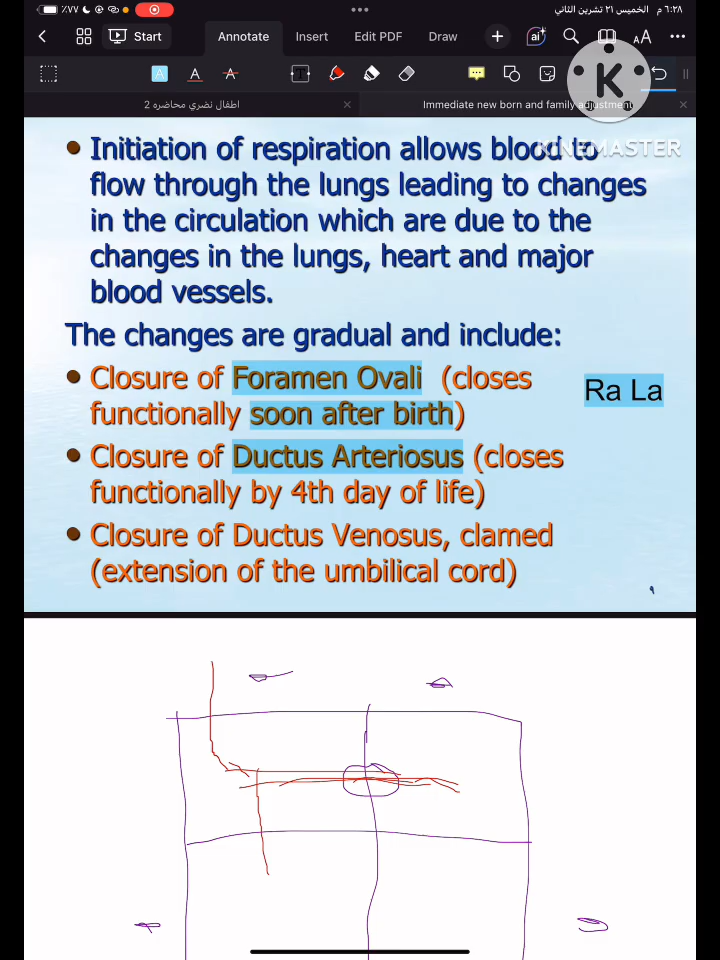 ٪٧٧ ٦:٢٨ م الخميس ٢١ تشرين الثاني
Start Annotate Insert Edit PDF Draw ai AA
A A A T
K
اطفال نضري محاضره 2 Immediate new born and family adjustment
KINEMASTER
Initiation of respiration allows blood to
flow through the lungs leading to changes
in the circulation which are due to the
changes in the lungs, heart and major
blood vessels.
The changes are gradual and include:
Closure of Foramen Ovali (closes
functionally soon after birth)
Ra La
Closure of Ductus Arteriosus (closes
functionally by 4th day of life)
Closure of Ductus Venosus, clamed
(extension of the umbilical cord)
٩